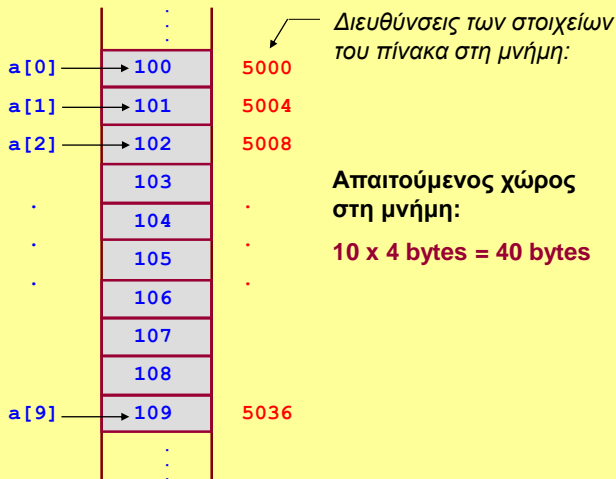 Διευθύνσεις των στοιχείων
του πίνακα στη μνήμη:
a[0] 100 5000
a[1] 101 5004
a[2] 102 5008
103
. 104 .
. 105 .
. 106 .
107
108
a[9] 109 5036
Απαιτούμενος χώρος
στη μνήμη:
10 x 4 bytes = 40 bytes